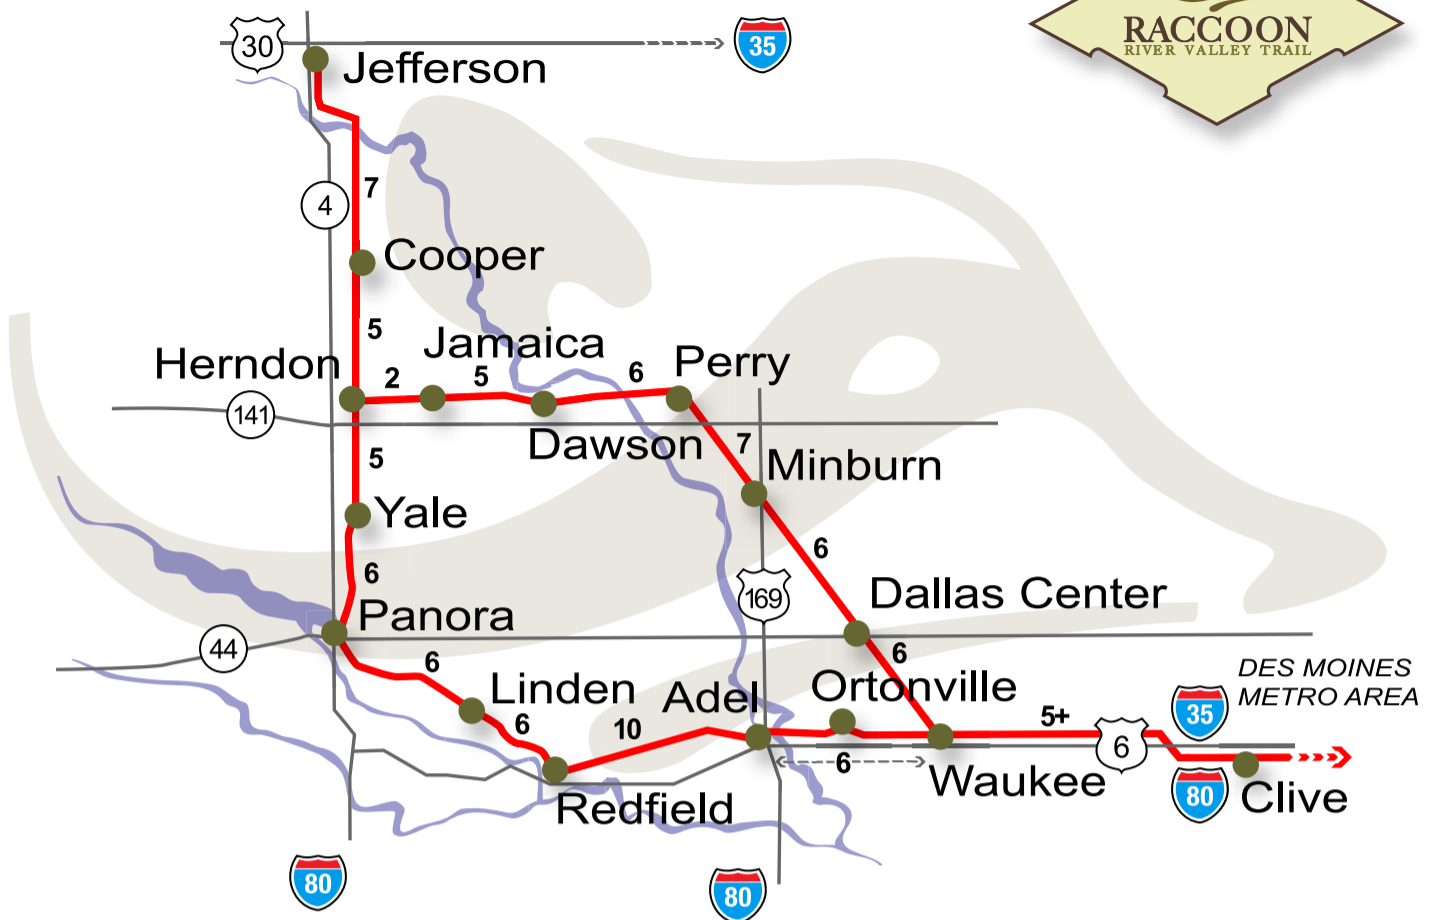 RACCOON
RIVER VALLEY TRAIL
30
35
Jefferson
7
4
Cooper
5
Jamaica
Herndon
2
5
6
Perry
141
Dawson
7
Minburn
5
Yale
6
6
169
Dallas Center
Panora
44
6
6
DES MOINES
METRO AREA
Linden
Adel
Ortonville
35
6
10
5+
6
6
Waukee
Redfield
80
Clive
80
80